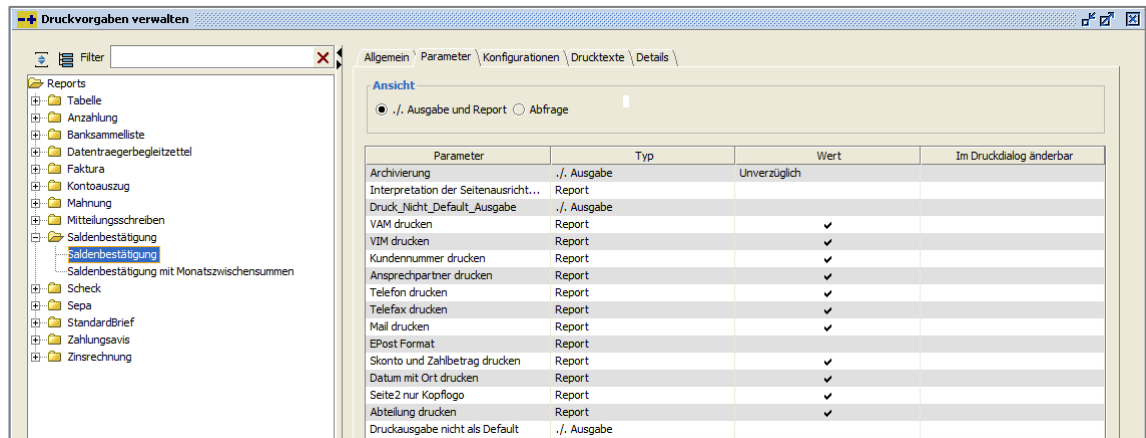 Druckvorgaben verwalten
Filter
Reports
Tabelle
Anzahlung
Banksammelliste
Datentraegerbegleitzettel
Faktura
Kontoauszug
Mahnung
Mitteilungsschreiben
Saldenbestätigung
Saldenbestätigung
Saldenbestätigung mit Monatszwischensummen
Scheck
Sepa
StandardBrief
Zahlungsavis
Zinsrechnung
Allgemein Parameter Konfigurationen Drucktexte Details
Ansicht
./. Ausgabe und Report Abfrage
Parameter Typ Wert Im Druckdialog änderbar
Archivierung ./. Ausgabe Unverzüglich
Interpretation der Seitenausricht... Report
Druck_Nicht_Default_Ausgabe ./. Ausgabe
VAM drucken Report ✔
VIM drucken Report ✔
Kundennummer drucken Report ✔
Ansprechpartner drucken Report ✔
Telefon drucken Report ✔
Telefax drucken Report ✔
Mail drucken Report ✔
EPost Format Report
Skonto und Zahlbetrag drucken Report ✔
Datum mit Ort drucken Report ✔
Seite2 nur Kopflogo Report ✔
Abteilung drucken Report ✔
Druckausgabe nicht als Default ./. Ausgabe